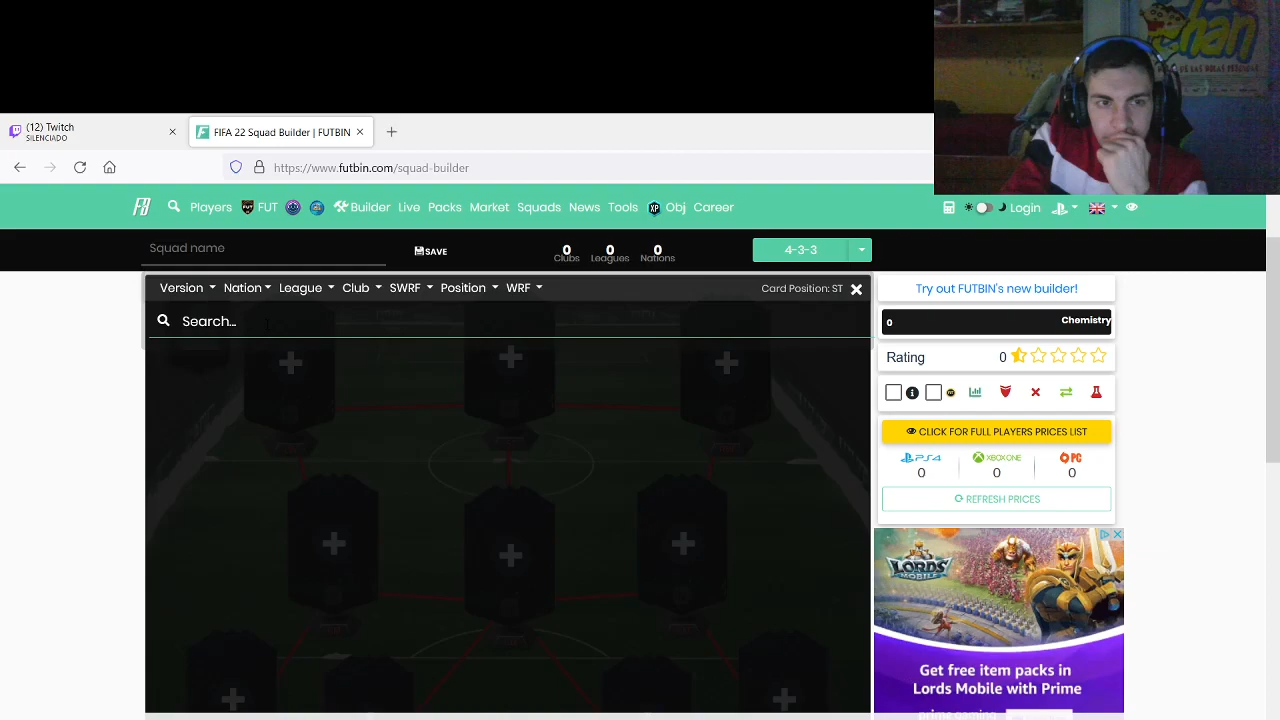 (12) Twitch
SILENCIADO
FIFA 22 Squad Builder | FUTBIN
https://www.futbin.com/squad-builder
Players FUT Builder Live Packs Market Squads News Tools XP Obj Career
Login
Squad name
SAVE
0 Clubs
0 Leagues
0 Nations
4-3-3
Version Nation League Club SWRF Position WRF
Card Position: ST
Search...
Try out FUTBIN's new builder!
0 Chemistry
Rating 0
CLICK FOR FULL PLAYERS PRICES LIST
PS4 XBOX ONE PC
0 0 0
REFRESH PRICES
LORDS
MOBILE
Get free item packs in
Lords Mobile with Prime
prime gaming